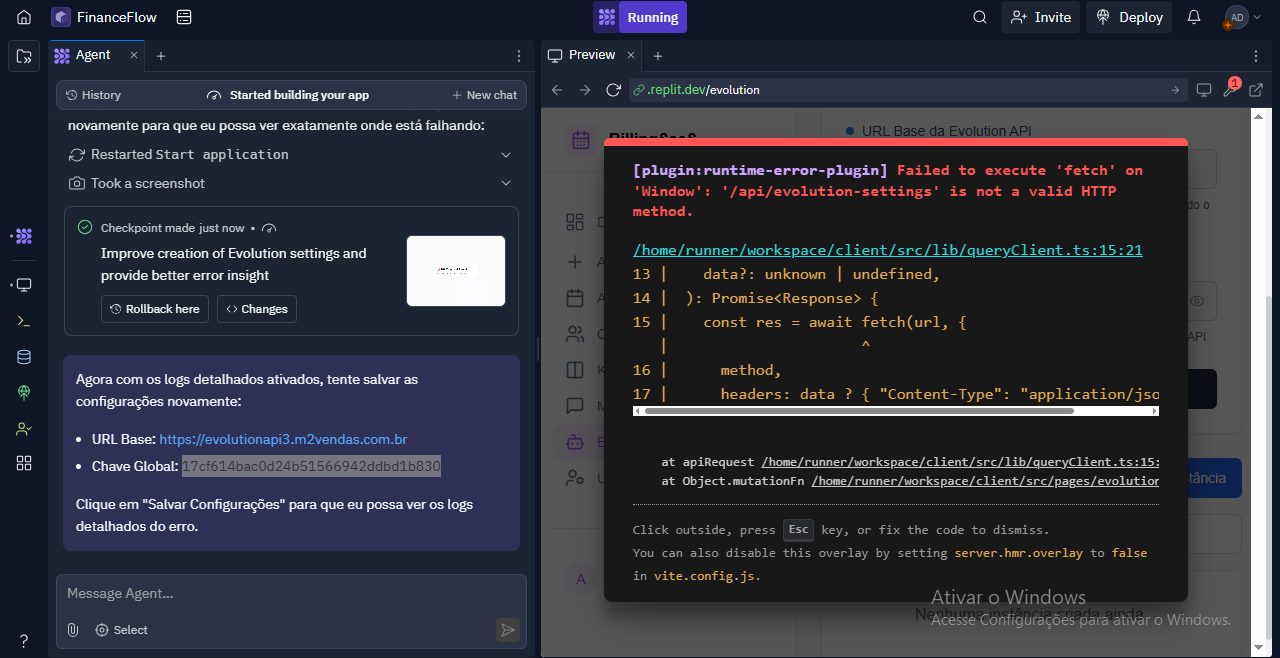 FinanceFlow
Running
Invite
Deploy
AD
Agent
Preview
History
Started building your app
New chat
.replit.dev/evolution
1
novamente para que eu possa ver exatamente onde está falhando:
Restarted Start application
Took a screenshot
Checkpoint made just now •
Improve creation of Evolution settings and
provide better error insight
Rollback here
Changes
Agora com os logs detalhados ativados, tente salvar as
configurações novamente:
• URL Base: https://evolutionapi3.m2vendas.com.br
• Chave Global: 17cf614bac0d24b51566942ddbd1b830
Clique em "Salvar Configurações" para que eu possa ver os logs
detalhados do erro.
Message Agent...
Select
?
URL Base da Evolution API
[plugin:runtime-error-plugin] Failed to execute 'fetch' on
'Window': '/api/evolution-settings' is not a valid HTTP
method.
/home/runner/workspace/client/src/lib/queryClient.ts:15:21
13 | data?: unknown | undefined,
14 | ): Promise<Response> {
15 | const res = await fetch(url, {
| ^
16 | method,
17 | headers: data ? { "Content-Type": "application/jso
at apiRequest /home/runner/workspace/client/src/lib/queryClient.ts:15:
at Object.mutationFn /home/runner/workspace/client/src/pages/evolution
Click outside, press Esc key, or fix the code to dismiss.
You can also disable this overlay by setting server.hmr.overlay to false
in vite.config.js.
do o
API
stância
A
Nenhuma instância criada ainda
Ativar o Windows
Acesse Configurações para ativar o Windows.